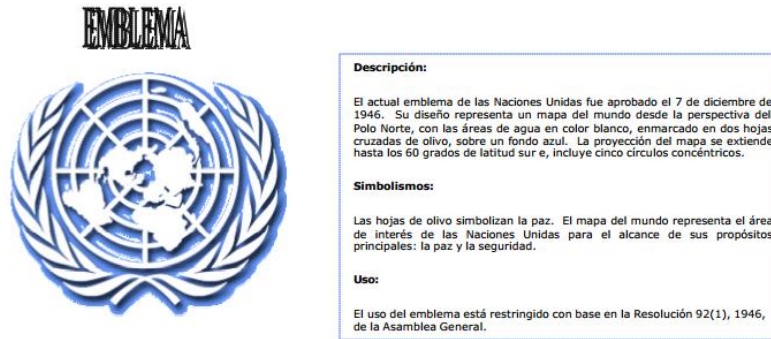 EMBLEMA
Descripción:
El actual emblema de las Naciones Unidas fue aprobado el 7 de diciembre de
1946. Su diseño representa un mapa del mundo desde la perspectiva del
Polo Norte, con las áreas de agua en color blanco, enmarcado en dos hojas
cruzadas de olivo, sobre un fondo azul. La proyección del mapa se extiende
hasta los 60 grados de latitud sur e, incluye cinco círculos concéntricos.
Simbolismos:
Las hojas de olivo simbolizan la paz. El mapa del mundo representa el área
de interés de las Naciones Unidas para el alcance de sus propósitos
principales: la paz y la seguridad.
Uso:
El uso del emblema está restringido con base en la Resolución 92(1), 1946,
de la Asamblea General.